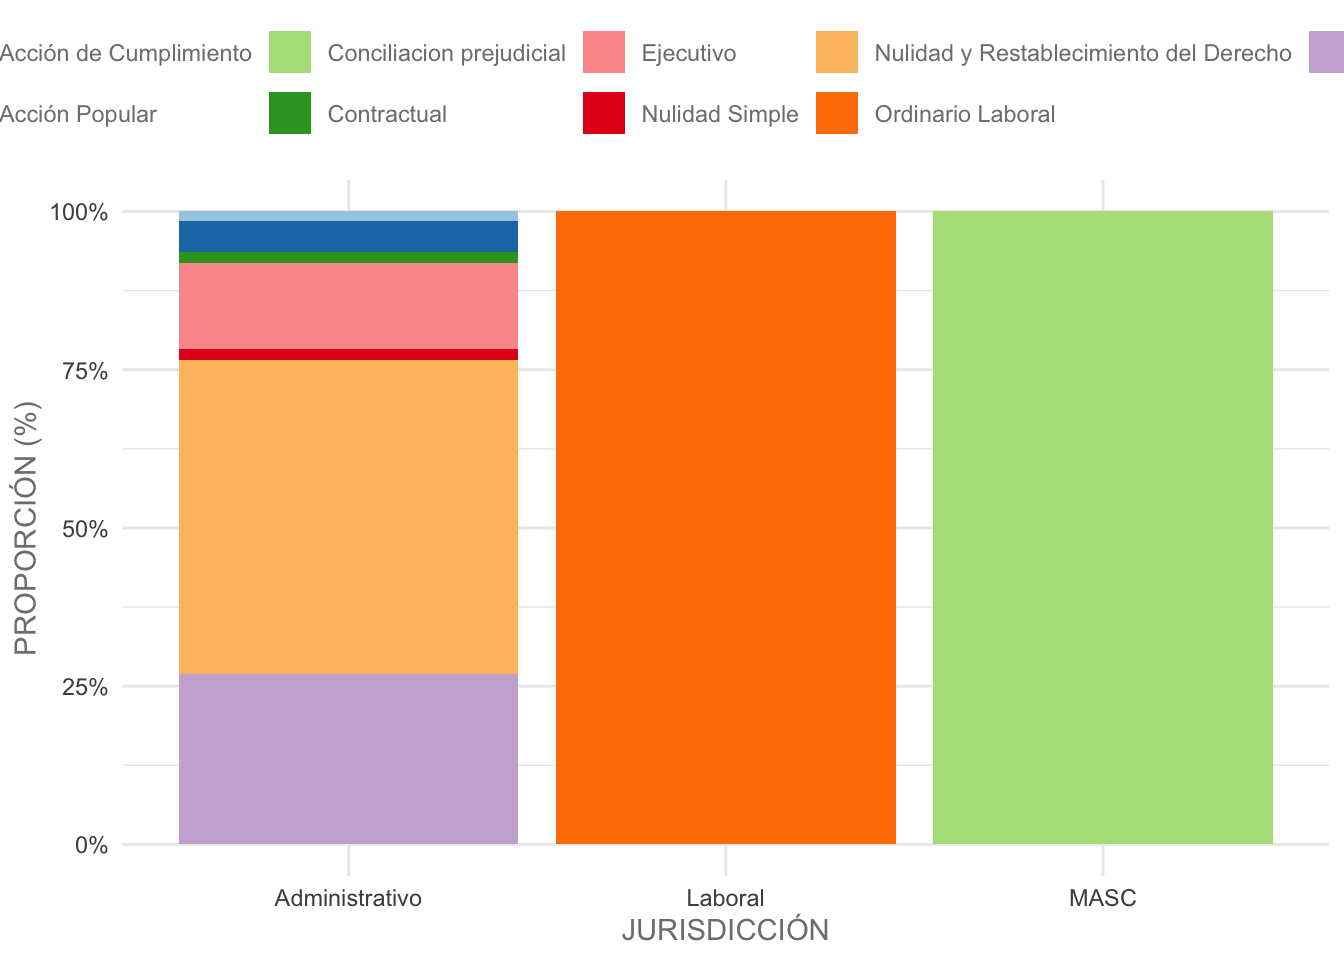 Acción de Cumplimiento Conciliacion prejudicial Ejecutivo Nulidad y Restablecimiento del Derecho
Acción Popular Contractual Nulidad Simple Ordinario Laboral
100%
75%
50%
25%
0%
PROPORCIÓN (%)
Administrativo Laboral MASC
JURISDICCIÓN